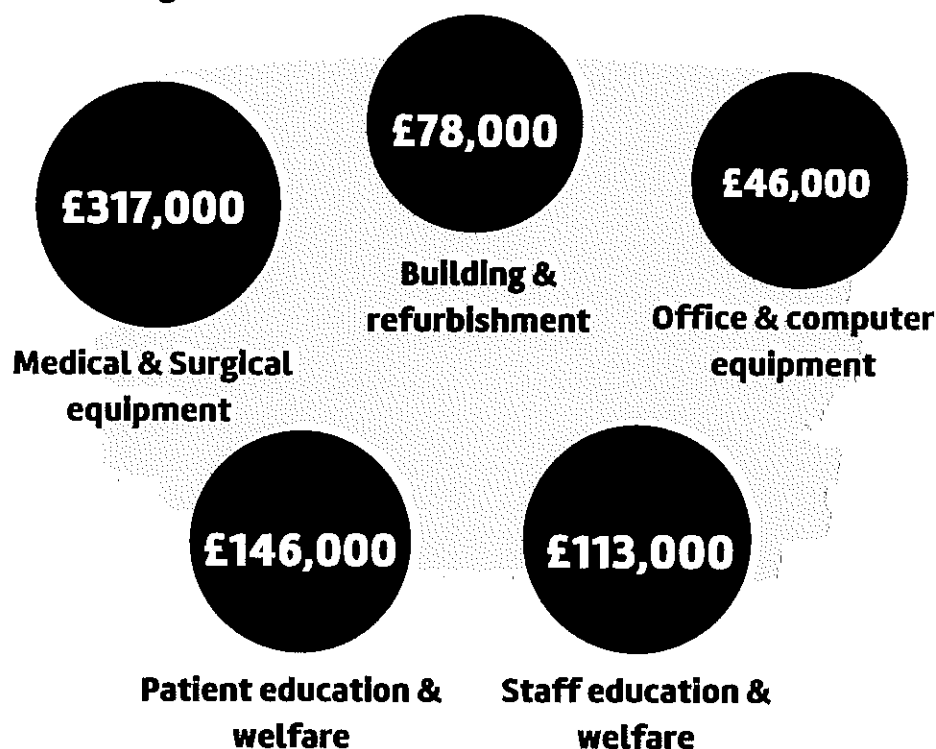 £78,000
£317,000
£46,000
Building &
refurbishment
Office & computer
equipment
Medical & Surgical
equipment
£146,000
£113,000
Patient education &
welfare
Staff education &
welfare